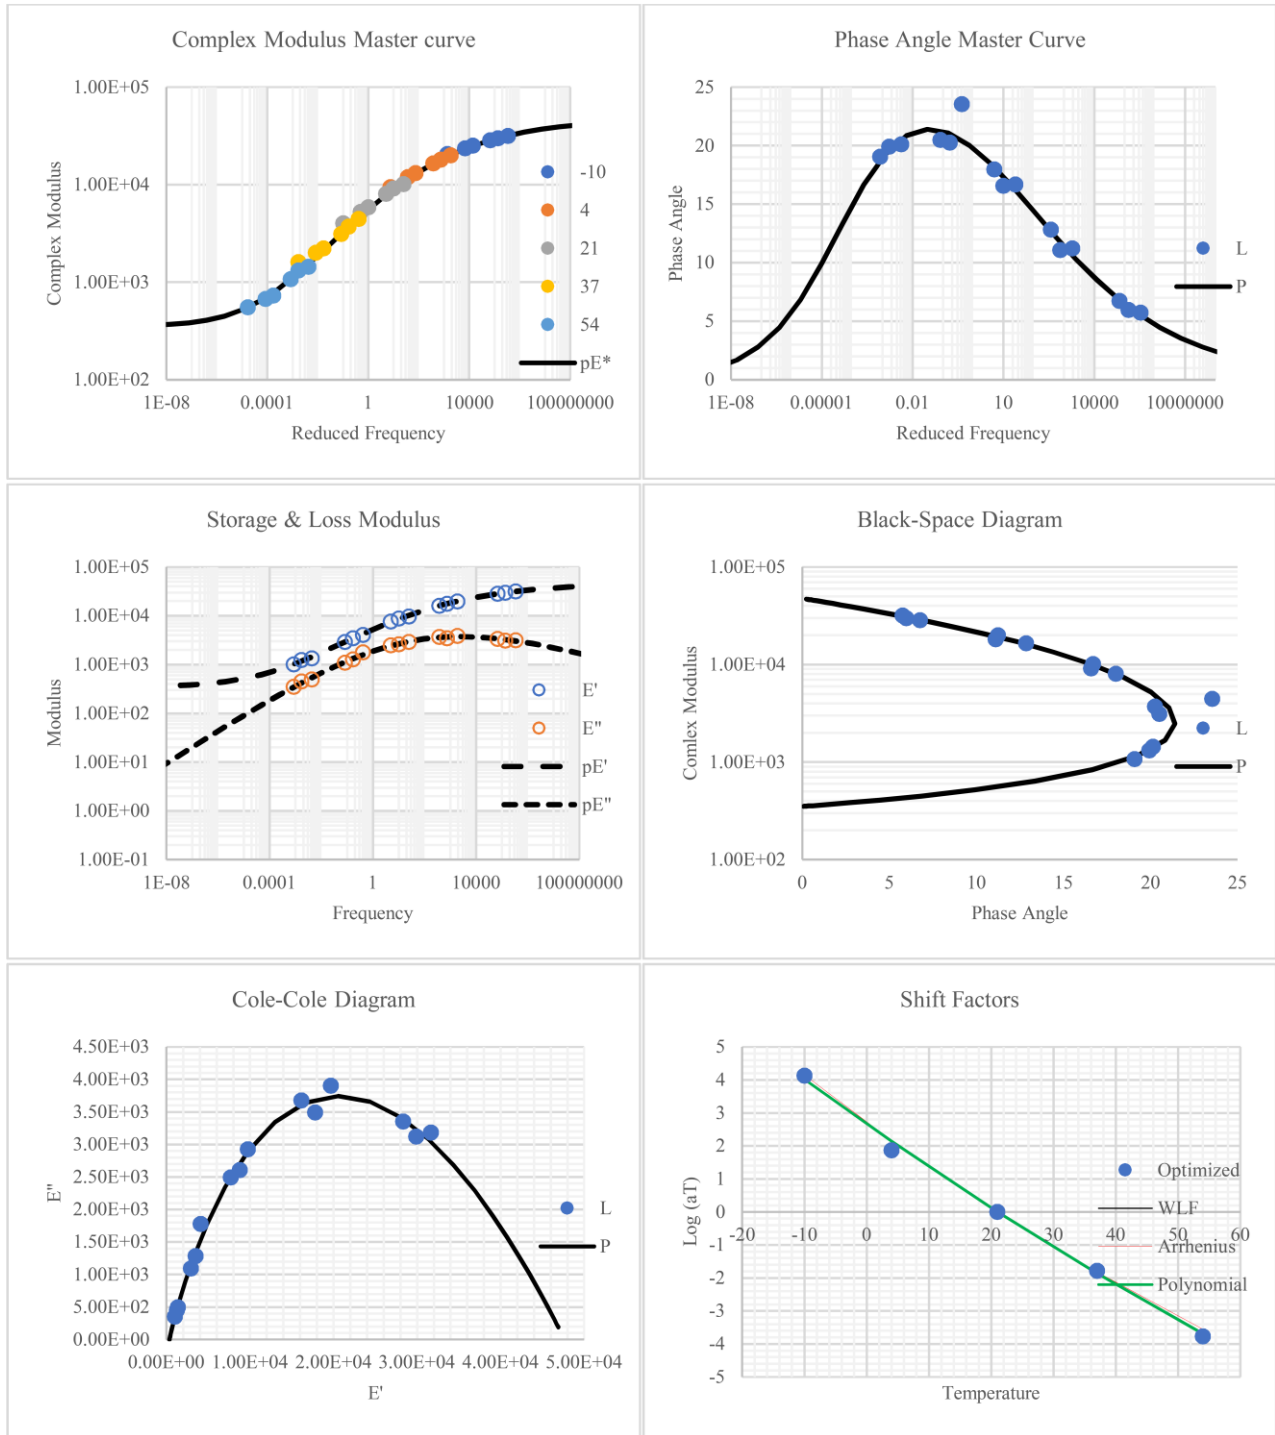 Complex Modulus Master curve
1.00E+05
1.00E+04
1.00E+03
1.00E+02
Complex Modulus
1E-08 0.0001 1 10000 100000000
Reduced Frequency
-10
4
21
37
54
pE*
Phase Angle Master Curve
25
20
15
10
5
0
Phase Angle
1E-08 0.00001 0.01 10 10000 10000000
Reduced Frequency
L
P
Storage & Loss Modulus
1.00E+05
1.00E+04
1.00E+03
1.00E+02
1.00E+01
1.00E+00
1.00E-01
Modulus
1E-08 0.0001 1 10000 100000000
Frequency
E'
E"
pE'
pE"
Black-Space Diagram
1.00E+05
1.00E+04
1.00E+03
1.00E+02
Comlex Modulus
0 5 10 15 20 25
Phase Angle
L
P
Cole-Cole Diagram
4.50E+03
4.00E+03
3.50E+03
3.00E+03
2.50E+03
2.00E+03
1.50E+03
1.00E+03
5.00E+02
0.00E+00
E"
0.00E+00 1.00E+04 2.00E+04 3.00E+04 4.00E+04 5.00E+04
E'
L
P
Shift Factors
5
4
3
2
1
0
-1
-2
-3
-4
-5
Log (aT)
-20 -10 0 10 20 30 40 50 60
Temperature
Optimized
WLF
Arrhenius
Polynomial